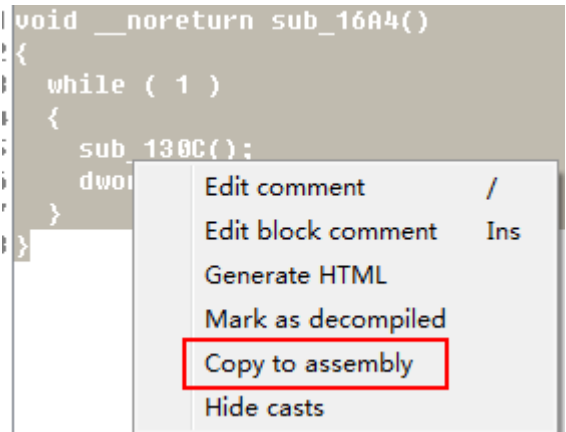 void __noreturn sub_16A4()
{
while ( 1 )
{
sub_130C();
dwo
}
}
Edit comment /
Edit block comment Ins
Generate HTML
Mark as decompiled
Copy to assembly
Hide casts